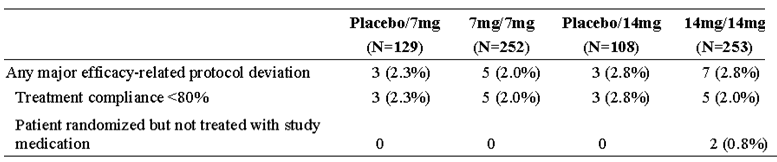 Placebo/7mg 7mg/7mg Placebo/14mg 14mg/14mg
(N=129) (N=252) (N=108) (N=253)
Any major efficacy-related protocol deviation 3 (2.3%) 5 (2.0%) 3 (2.8%) 7 (2.8%)
Treatment compliance <80% 3 (2.3%) 5 (2.0%) 3 (2.8%) 5 (2.0%)
Patient randomized but not treated with study
medication 0 0 0 2 (0.8%)